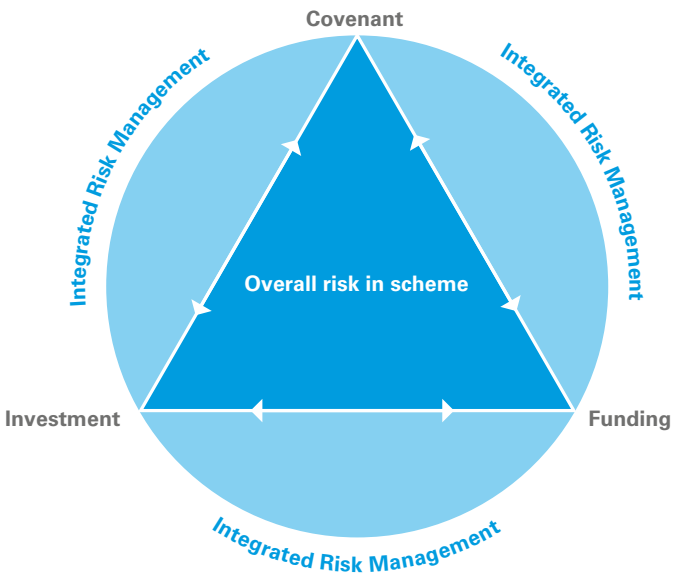 Covenant
Integrated Risk Management
Integrated Risk Management
Overall risk in scheme
Investment
Funding
Integrated Risk Management